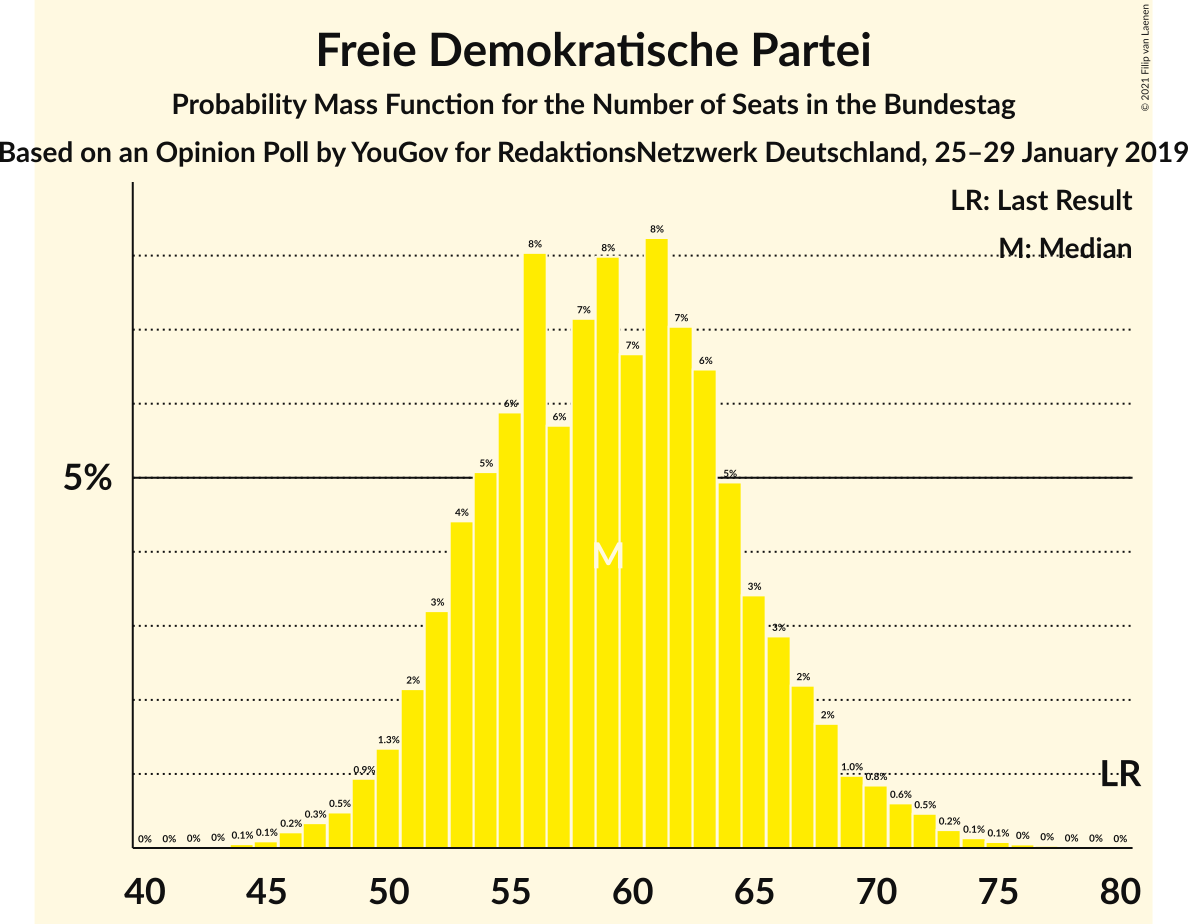 Freie Demokratische Partei
Probability Mass Function for the Number of Seats in the Bundestag
Based on an Opinion Poll by YouGov for RedaktionsNetzwerk Deutschland, 25–29 January 2019
© 2021 Filip van Laenen
LR: Last Result
M: Median
5%
0% 0% 0% 0% 0.1% 0.1% 0.2% 0.3% 0.5% 0.9% 1.3% 2% 3% 4% 5% 6% 8% 6% 7% 8% 7% 8% 7% 6% 5% 3% 3% 2% 2% 1.0% 0.8% 0.6% 0.5% 0.2% 0.1% 0.1% 0% 0% 0% 0% 0%
M
LR
40 45 50 55 60 65 70 75 80